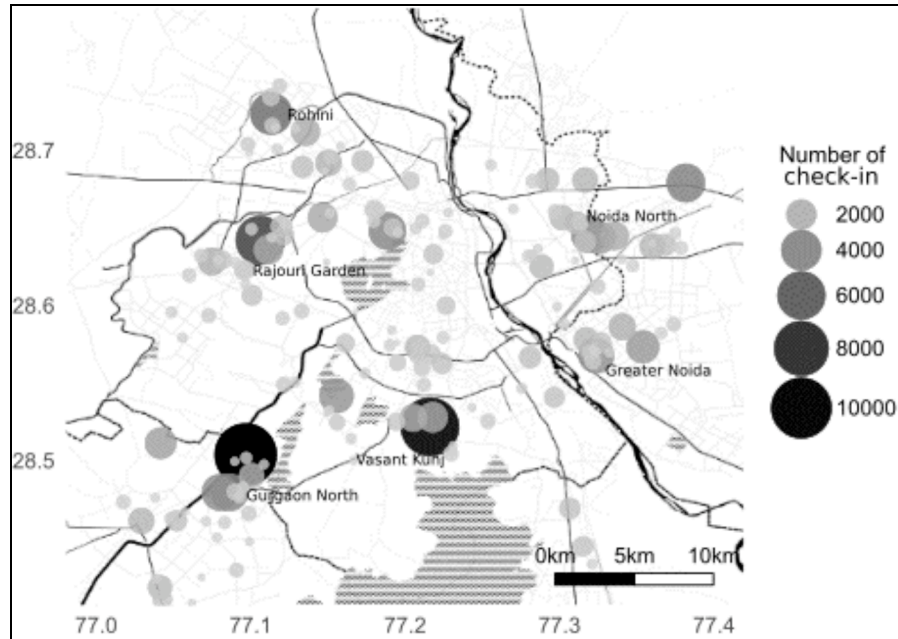 Rohini
28.7
Number of
check-in
Noida North
2000
4000
Rajouri Garden
6000
28.6
8000
Greater Noida
10000
28.5
Vasant Kunj
Gurgaon North
0km 5km 10km
77.0 77.1 77.2 77.3 77.4